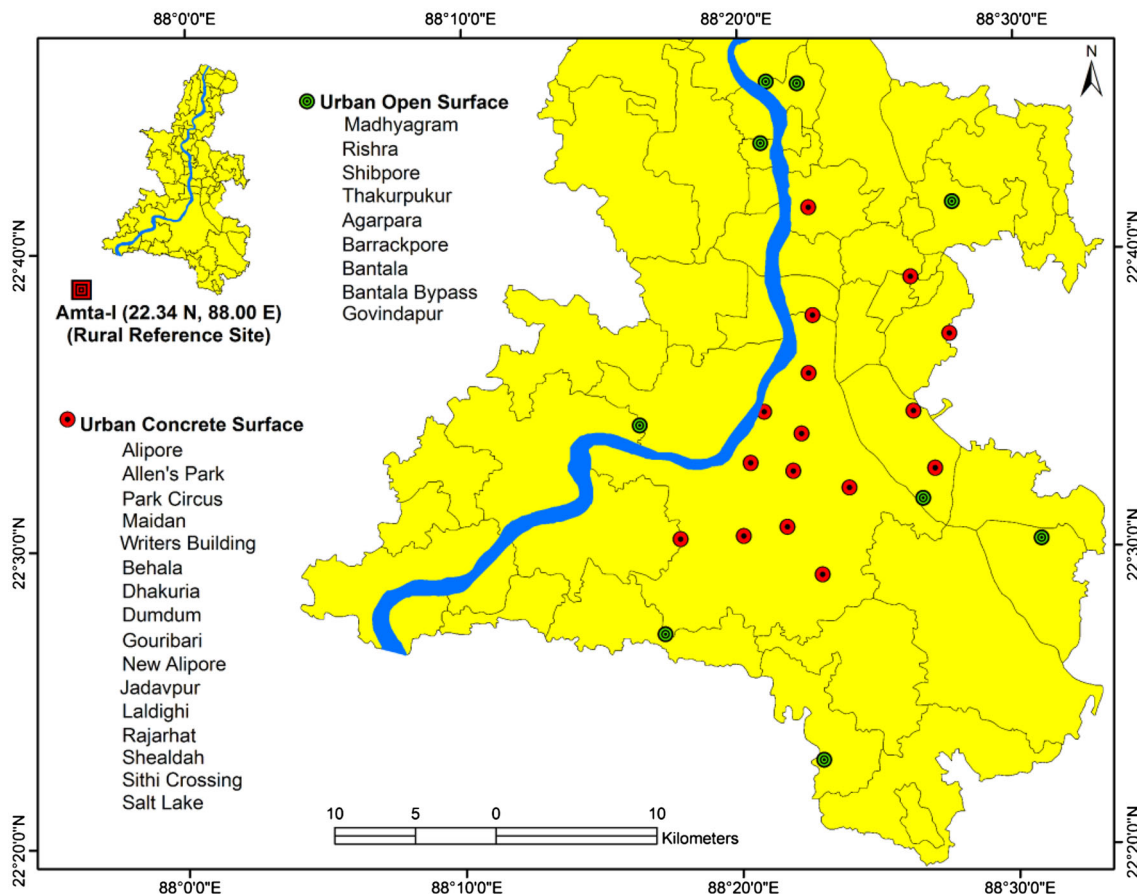 88°0'0"E
88°10'0"E
88°20'0"E
88°30'0"E
N
Urban Open Surface
Madhyagram
Rishra
Shibpore
Thakurpukur
Agarpara
Barrackpore
Bantala
Bantala Bypass
Govindapur
22°40'0"N
22°40'0"N
Amta-I (22.34 N, 88.00 E)
(Rural Reference Site)
Urban Concrete Surface
Alipore
Allen's Park
Park Circus
Maidan
Writers Building
Behala
Dhakuria
Dumdum
Gouribari
New Alipore
Jadavpur
Laldighi
Rajarhat
Shealdah
Sithi Crossing
Salt Lake
22°30'0"N
22°30'0"N
10 5 0 10
Kilometers
22°20'0"N
22°20'0"N
88°0'0"E
88°10'0"E
88°20'0"E
88°30'0"E